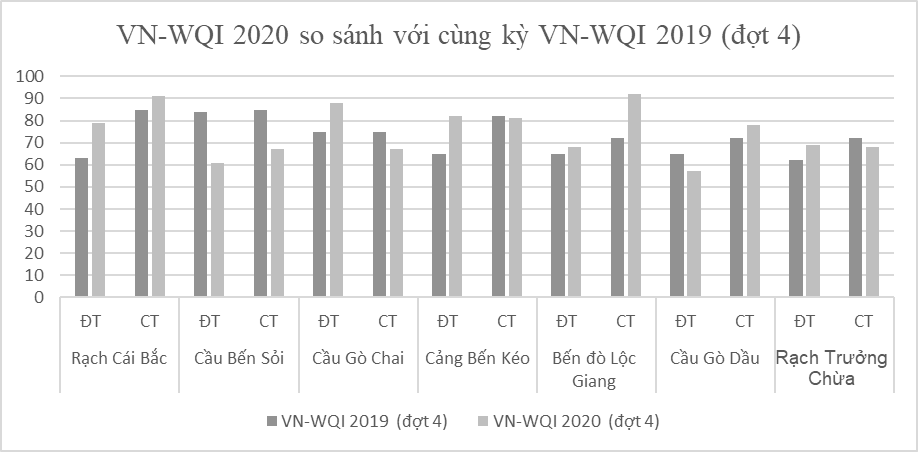 VN-WQI 2020 so sánh với cùng kỳ VN-WQI 2019 (đợt 4)
100
90
80
70
60
50
40
30
20
10
0
ĐT CT ĐT CT ĐT CT ĐT CT ĐT CT ĐT CT ĐT CT
Rạch Cái Bắc Cầu Bến Sỏi Cầu Gò Chai Cảng Bến Kéo Bến đò Lộc Cầu Gò Dầu Rạch Trưởng
Giang Chừa
VN-WQI 2019 (đợt 4) VN-WQI 2020 (đợt 4)